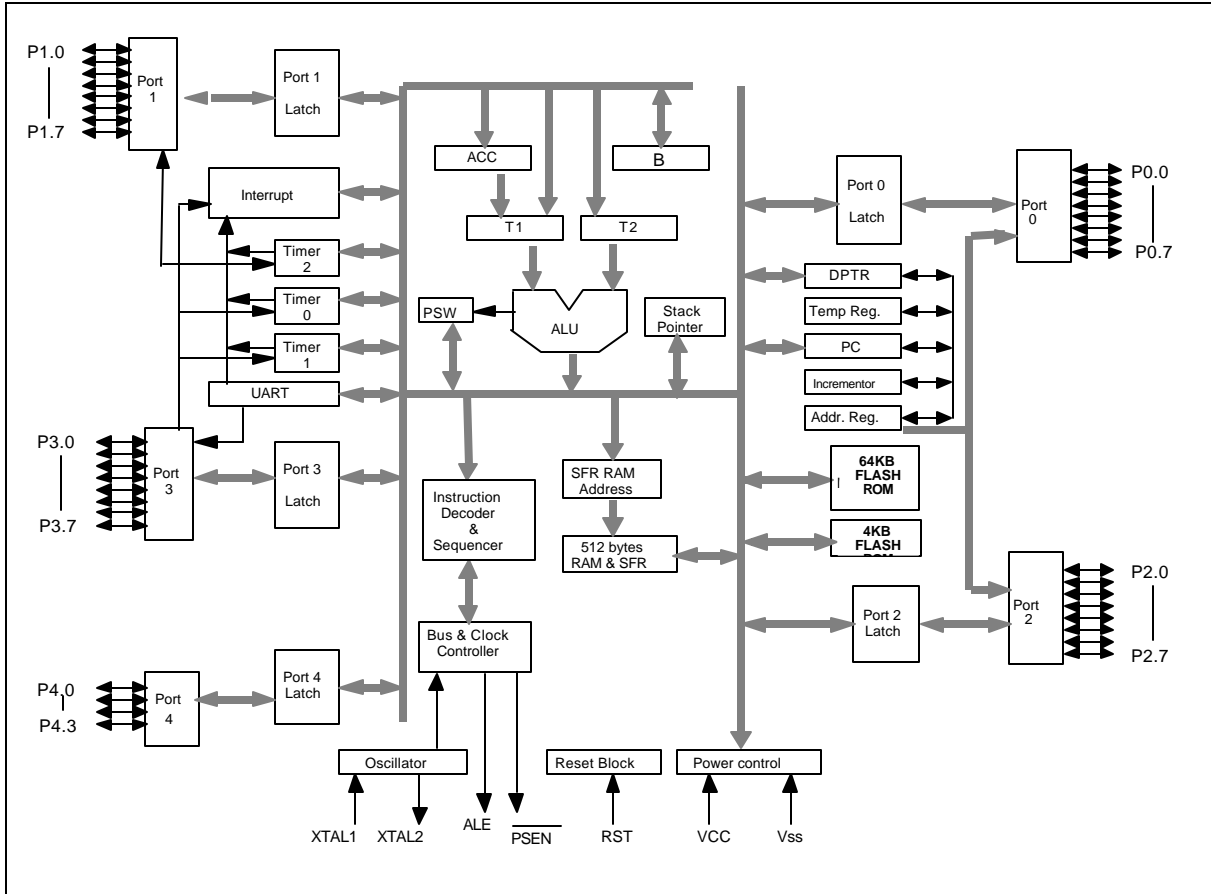 P1.0
P1.7
Port
1
Port 1
Latch
ACC
B
Interrupt
T1
T2
Timer
2
Timer
0
Timer
1
UART
PSW
ALU
Stack
Pointer
Port 0
Latch
Port
0
P0.0
P0.7
DPTR
Temp Reg.
PC
Incrementor
Addr. Reg.
P3.0
P3.7
Port
3
Port 3
Latch
Instruction
Decoder
&
Sequencer
SFR RAM
Address
512 bytes
RAM & SFR
64KB
FLASH
ROM
4KB
FLASH
ROM
Port 2
Latch
Port
2
P2.0
P2.7
Bus & Clock
Controller
P4.0
P4.3
Port
4
Port 4
Latch
Oscillator
Reset Block
Power control
XTAL1
XTAL2
ALE
PSEN
RST
VCC
Vss